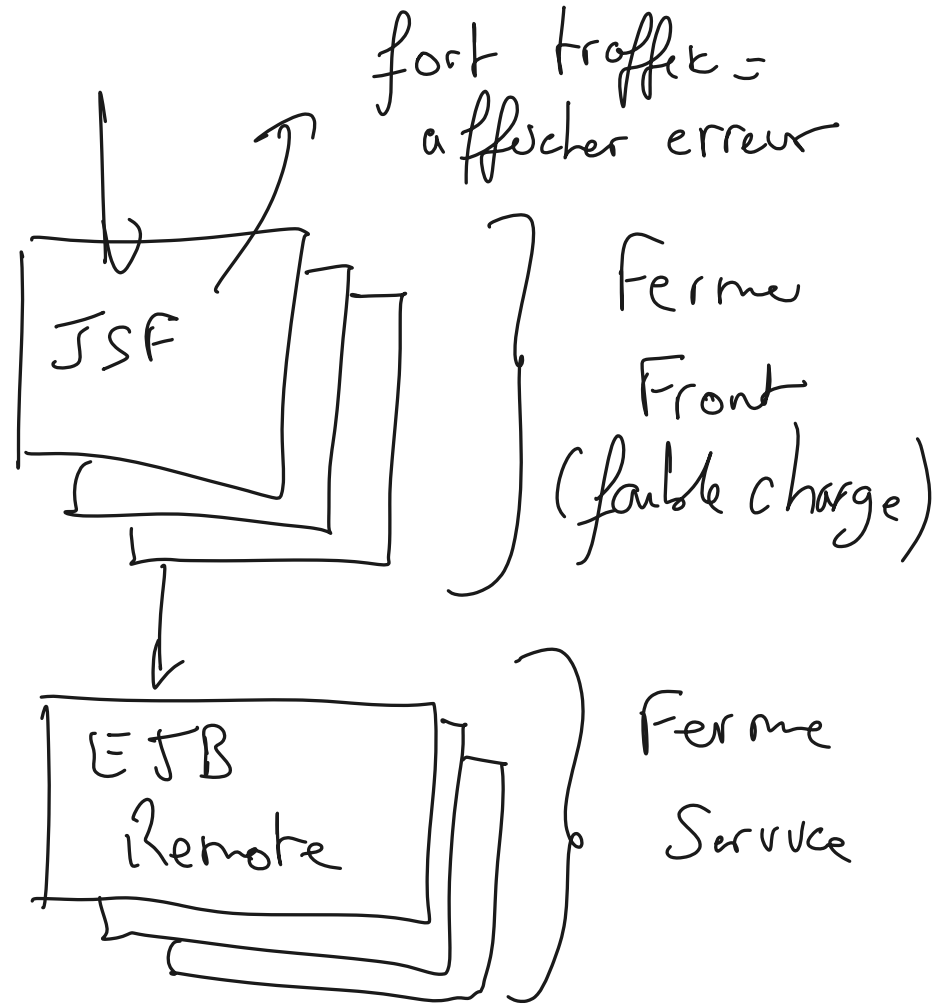 fort traffic =
afficher erreur
JSF
Ferme
Front
(faible charge)
EJB
Remote
Ferme
Service